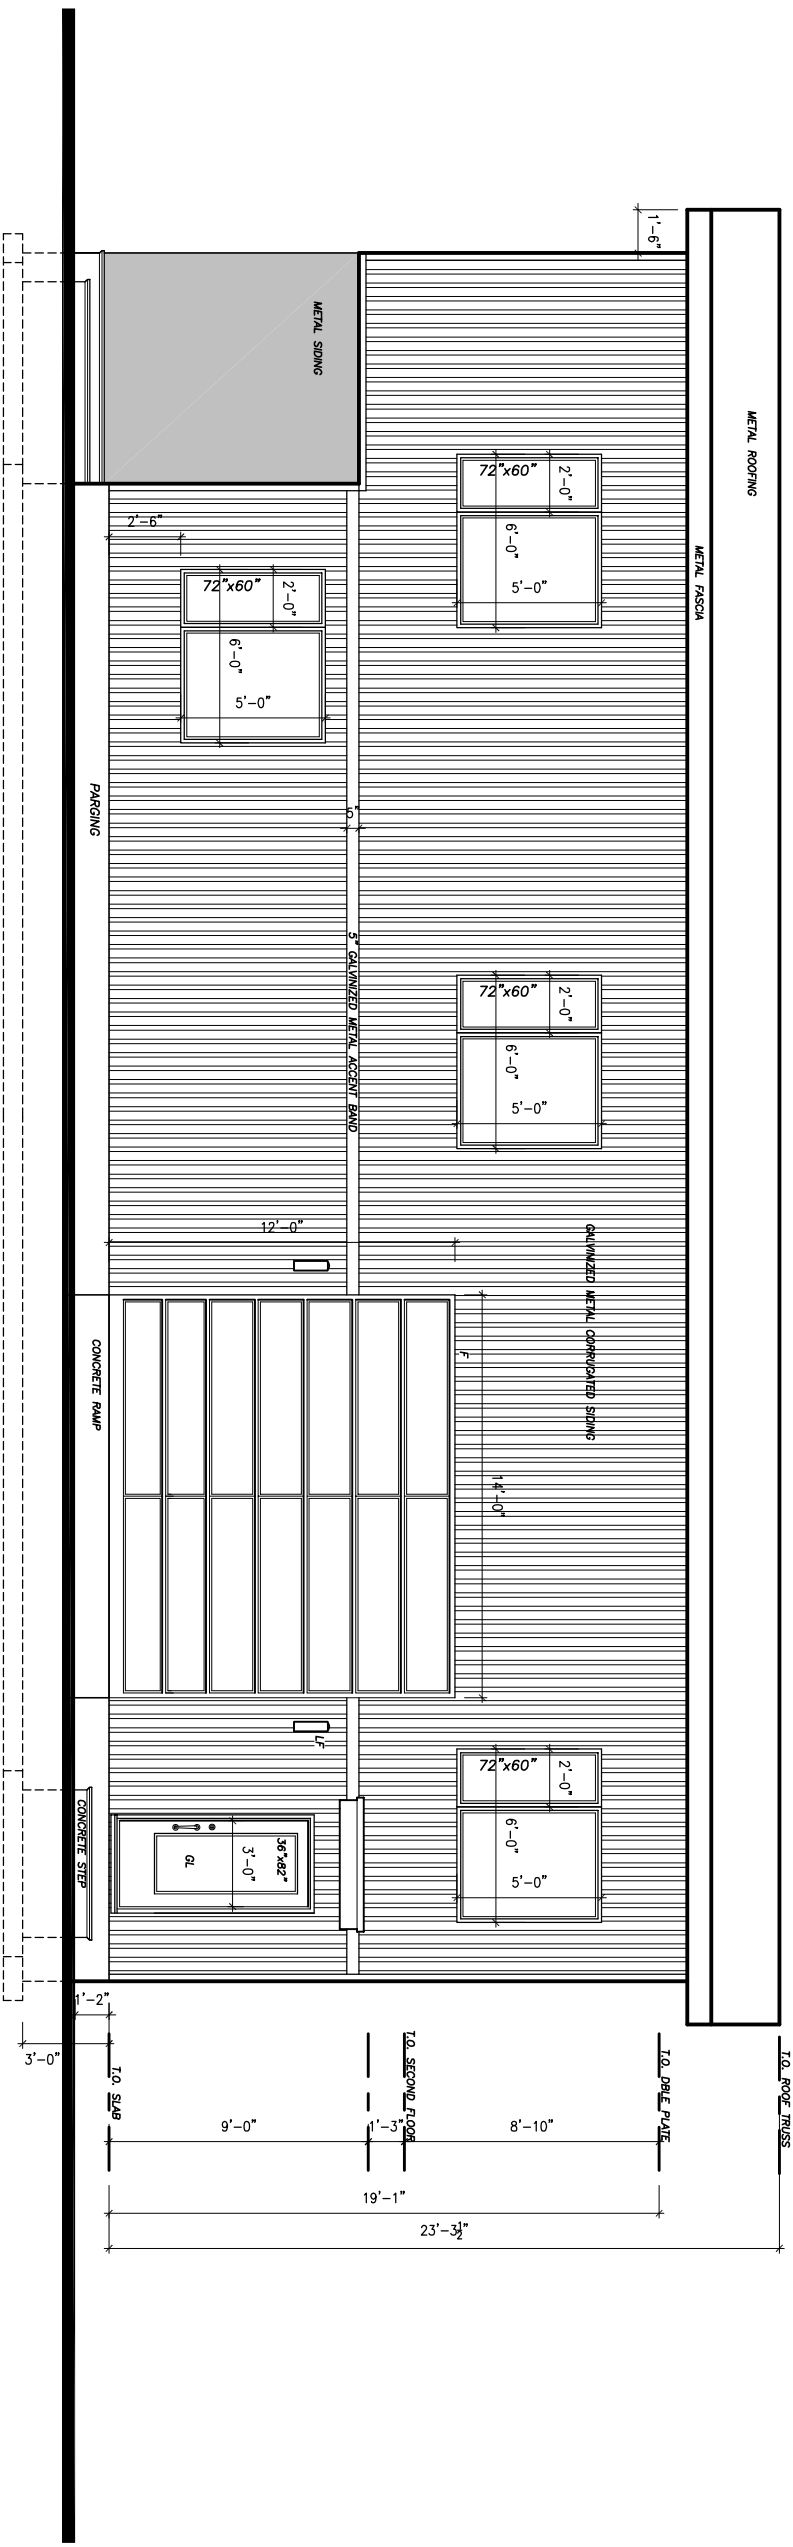 T.O. ROOF TRUSS
METAL ROOFING
METAL FASCIA
T.O. DBLE PLATE
1'-6"
72"x60"
2'-0"
6'-0"
5'-0"
72"x60"
2'-0"
6'-0"
5'-0"
GALVINIZED METAL CORRUGATED SIDING
14'-0"
F
72"x60"
2'-0"
6'-0"
5'-0"
T.O. SECOND FLOOR
METAL SIDING
5"
5" GALVINIZED METAL ACCENT BAND
12'-0"
LF
2'-6"
72"x60"
2'-0"
6'-0"
5'-0"
36"x82"
3'-0"
GL
PARGING
CONCRETE RAMP
CONCRETE STEP
T.O. SLAB
1'-2"
3'-0"
9'-0"
1'-3"
8'-10"
19'-1"
23'-3½"